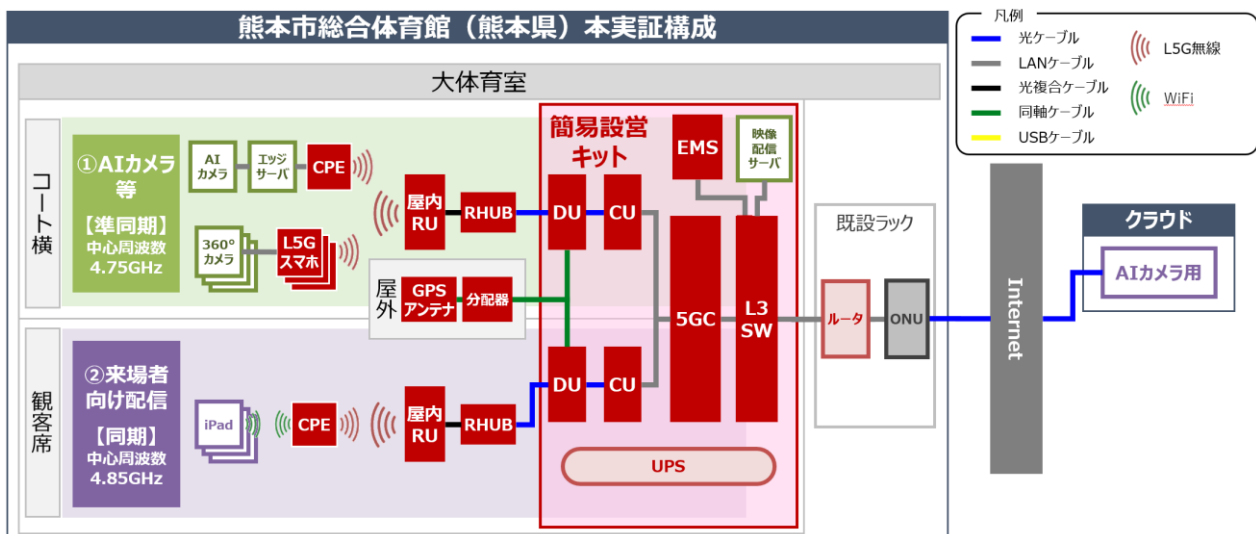 熊本市総合体育館（熊本県）本実証構成
凡例
光ケーブル
LANケーブル
光複合ケーブル
同軸ケーブル
USBケーブル
L5G無線
WiFi
大体育室
コート横
①AIカメラ
等
【準同期】
中心周波数
4.75GHz
AI
カメラ
エッジ
サーバ
CPE
360°
カメラ
L5G
スマホ
屋内
RU
RHUB
屋外
GPS
アンテナ
分配器
簡易設営
キット
DU
CU
EMS
映像
配信
サーバ
5GC
L3
SW
既設ラック
ルータ
ONU
Internet
クラウド
AIカメラ用
観客席
②来場者
向け配信
【同期】
中心周波数
4.85GHz
iPad
CPE
屋内
RU
RHUB
DU
CU
UPS